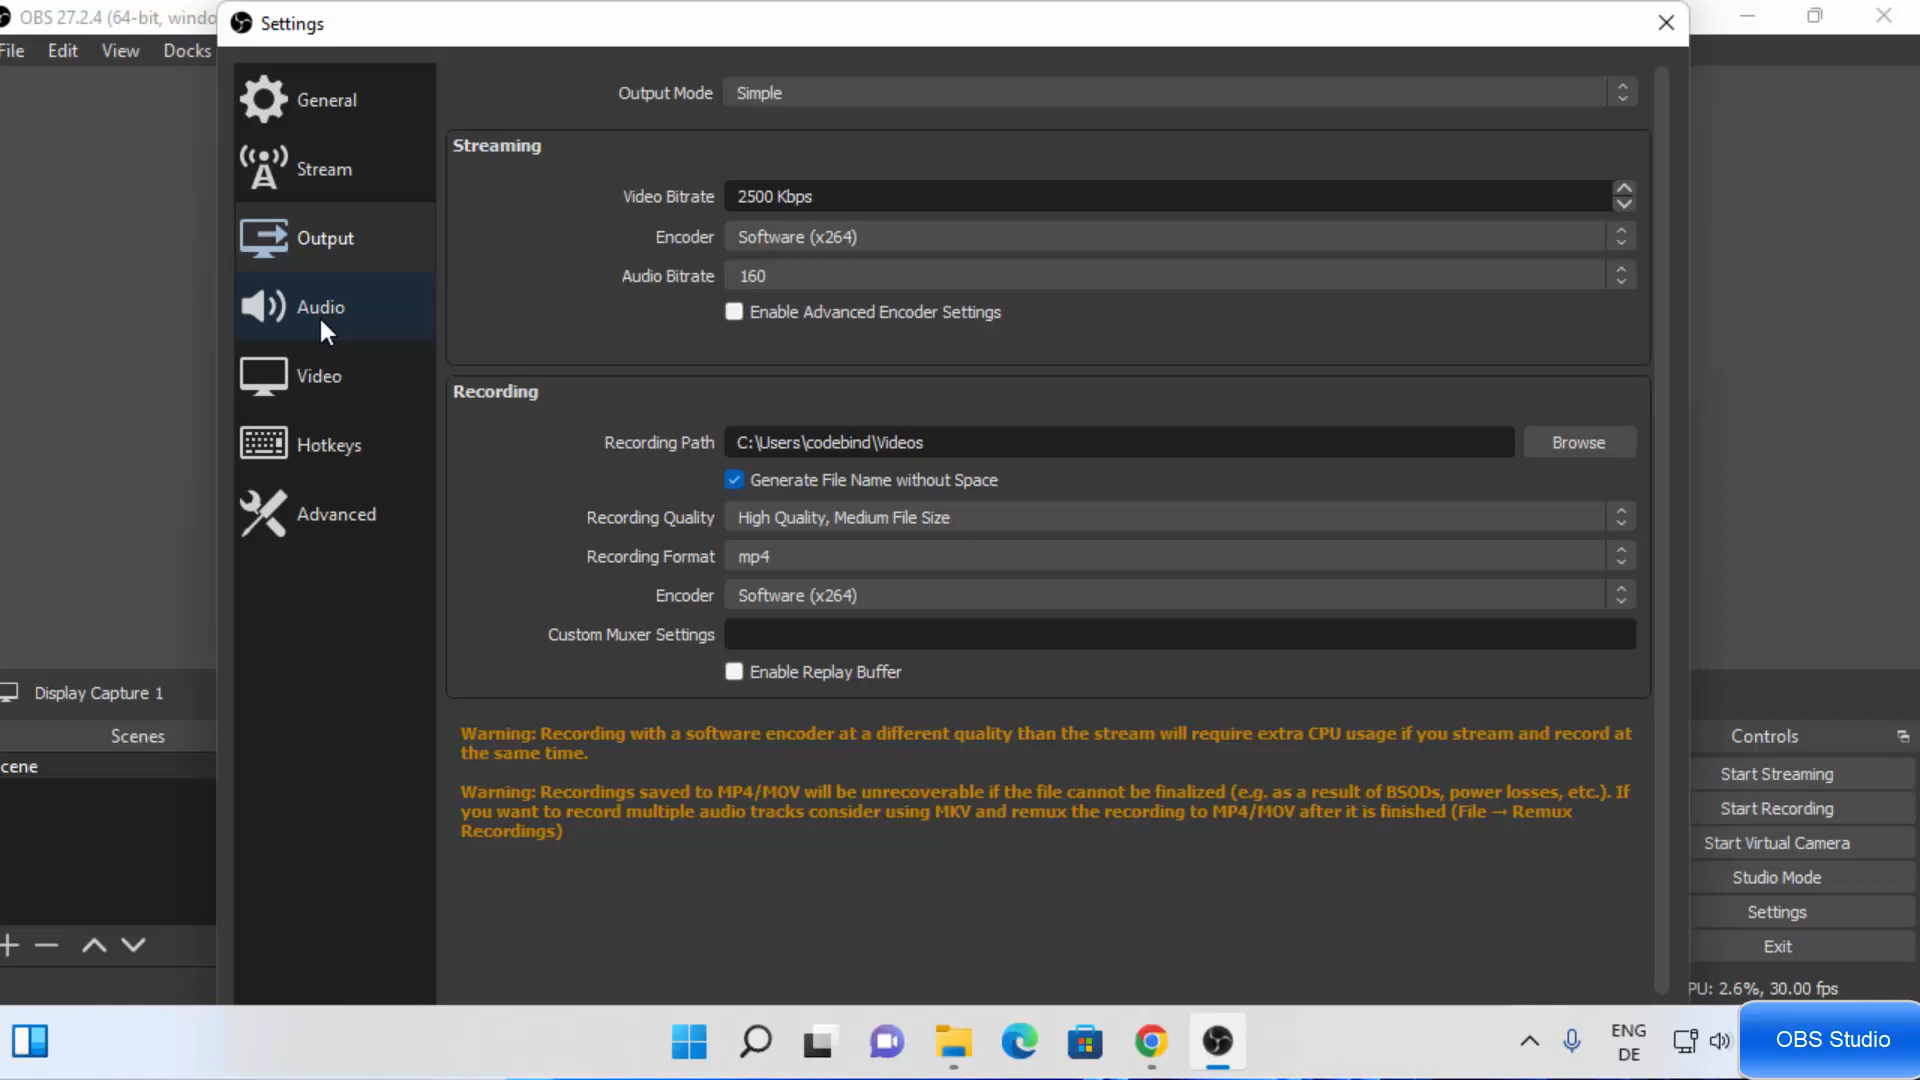 OBS 27.2.4 (64-bit, windo
Settings
File Edit View Docks
General
Stream
Output
Audio
Video
Hotkeys
Advanced
Output Mode Simple
Streaming
Video Bitrate 2500 Kbps
Encoder Software (x264)
Audio Bitrate 160
Enable Advanced Encoder Settings
Recording
Recording Path C:\Users\codebind\Videos Browse
Generate File Name without Space
Recording Quality High Quality, Medium File Size
Recording Format mp4
Encoder Software (x264)
Custom Muxer Settings
Enable Replay Buffer
Warning: Recording with a software encoder at a different quality than the stream will require extra CPU usage if you stream and record at
the same time.
Warning: Recordings saved to MP4/MOV will be unrecoverable if the file cannot be finalized (e.g. as a result of BSODs, power losses, etc.). If
you want to record multiple audio tracks consider using MKV and remux the recording to MP4/MOV after it is finished (File → Remux
Recordings)
Display Capture 1
Scenes
cene
Controls
Start Streaming
Start Recording
Start Virtual Camera
Studio Mode
Settings
Exit
PU: 2.6%, 30.00 fps
ENG
DE
OBS Studio